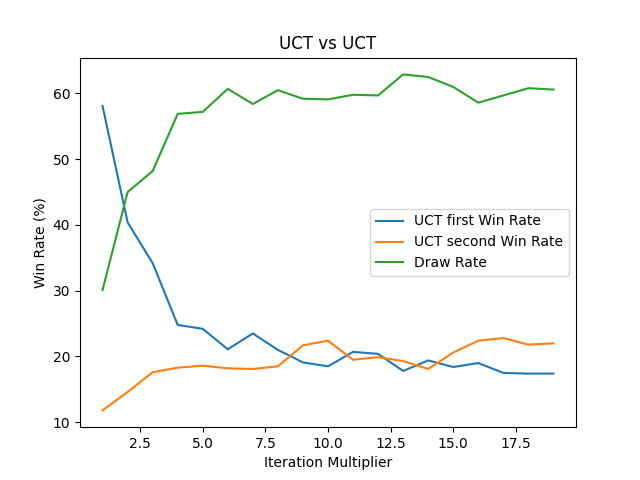 UCT vs UCT
60
50
40
30
20
10
Win Rate (%)
UCT first Win Rate
UCT second Win Rate
Draw Rate
2.5 5.0 7.5 10.0 12.5 15.0 17.5
Iteration Multiplier